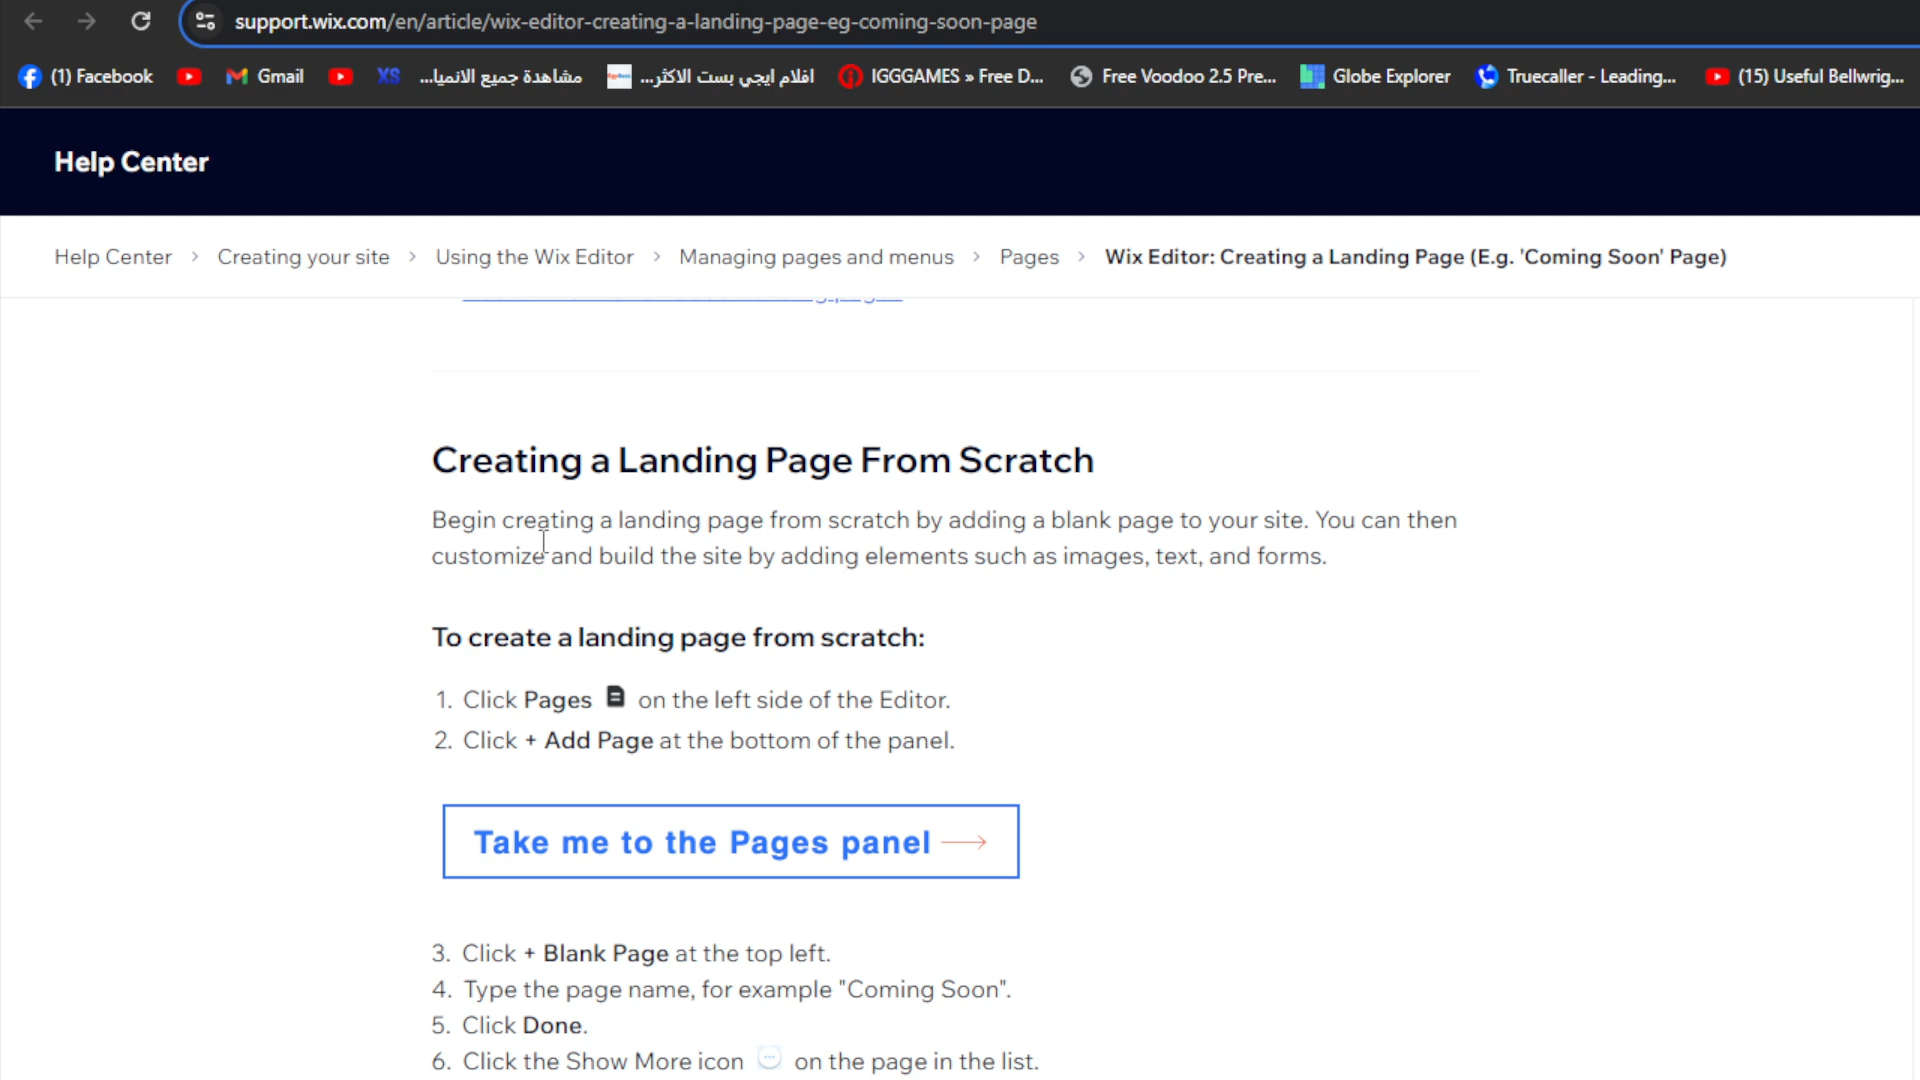 support.wix.com/en/article/wix-editor-creating-a-landing-page-eg-coming-soon-page
(1) Facebook Gmail XS مشاهدة جميع الانميا... افلام ايجي بست الاكثر... IGGGAMES » Free D... Free Voodoo 2.5 Pre... Globe Explorer Truecaller - Leading... (15) Useful Bellwrig...
Help Center
Help Center > Creating your site > Using the Wix Editor > Managing pages and menus > Pages > Wix Editor: Creating a Landing Page (E.g. 'Coming Soon' Page)
Creating a Landing Page From Scratch
Begin creating a landing page from scratch by adding a blank page to your site. You can then
customize and build the site by adding elements such as images, text, and forms.
To create a landing page from scratch:
1. Click Pages on the left side of the Editor.
2. Click + Add Page at the bottom of the panel.
Take me to the Pages panel
3. Click + Blank Page at the top left.
4. Type the page name, for example "Coming Soon".
5. Click Done.
6. Click the Show More icon on the page in the list.